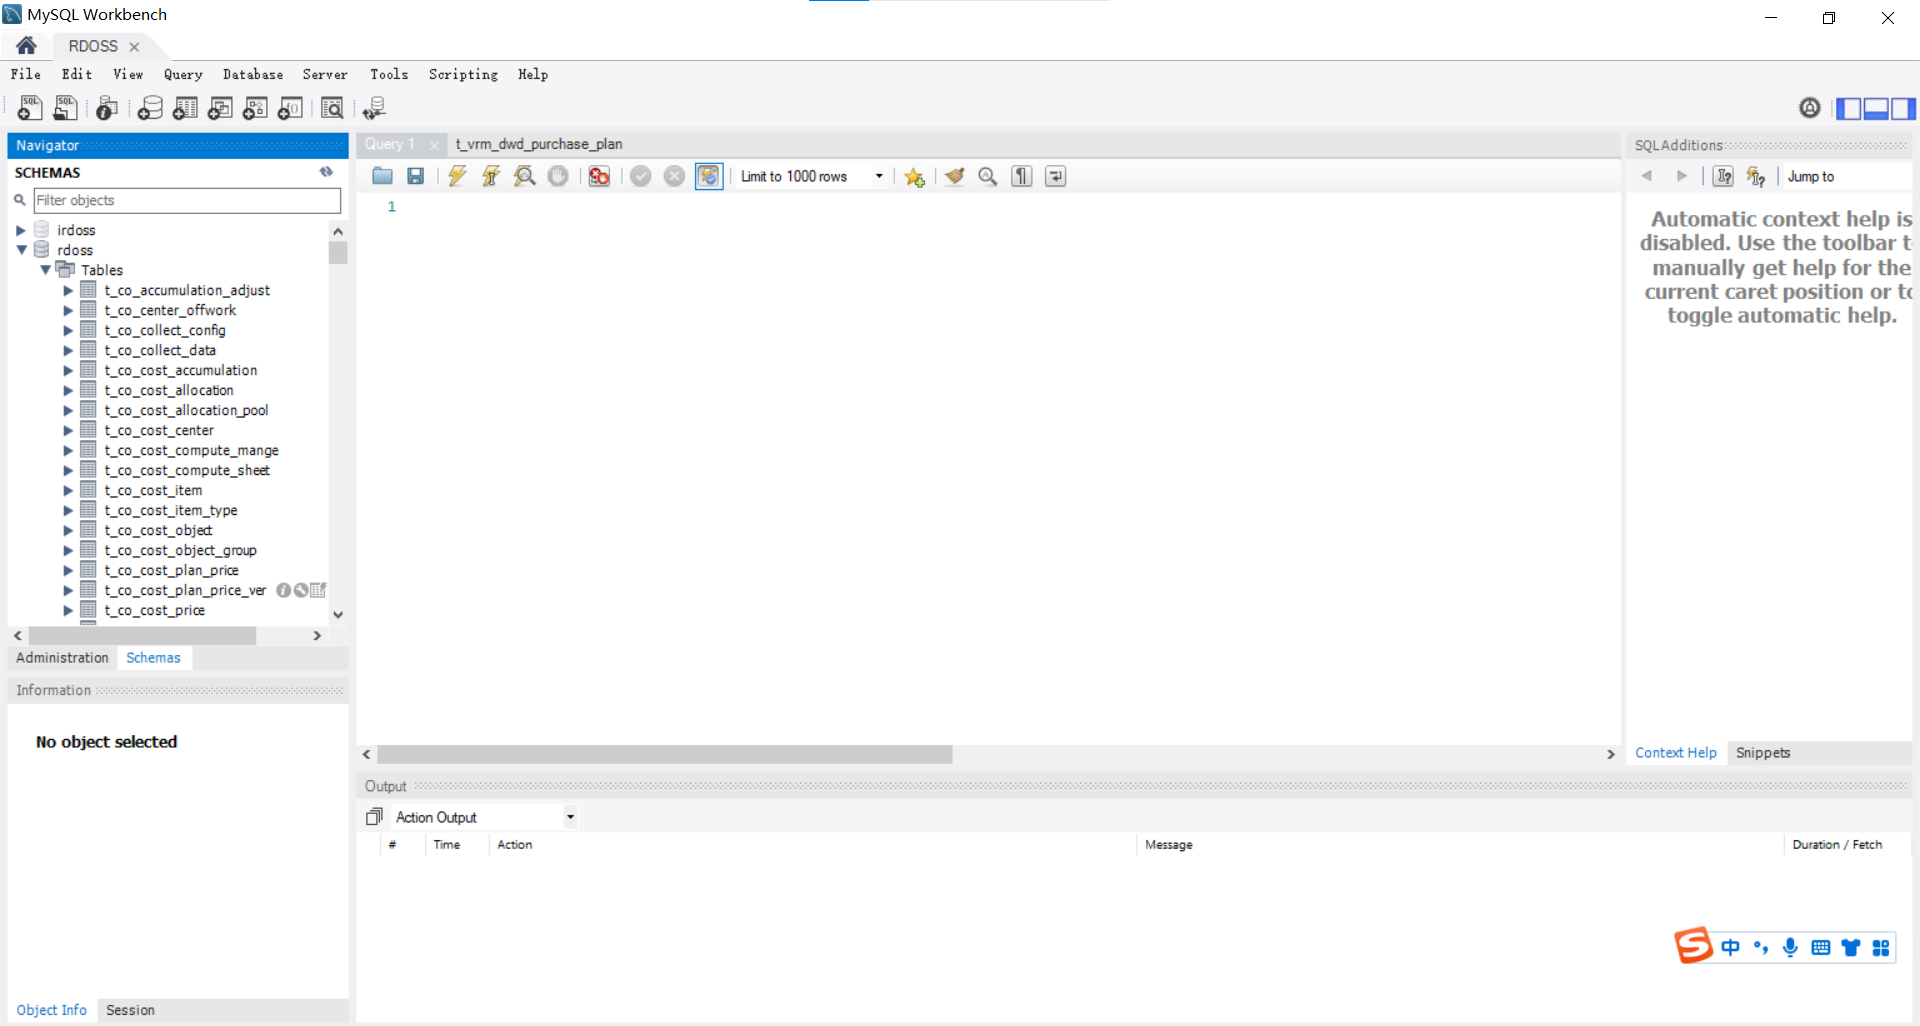 MySQL Workbench
RDOSS
File Edit View Query Database Server Tools Scripting Help
Navigator
SCHEMAS
Filter objects
irdoss
rdoss
Tables
t_co_accumulation_adjust
t_co_center_offwork
t_co_collect_config
t_co_collect_data
t_co_cost_accumulation
t_co_cost_allocation
t_co_cost_allocation_pool
t_co_cost_center
t_co_cost_compute_mange
t_co_cost_compute_sheet
t_co_cost_item
t_co_cost_item_type
t_co_cost_object
t_co_cost_object_group
t_co_cost_plan_price
t_co_cost_plan_price_ver
t_co_cost_price
Administration Schemas
Information
No object selected
Object Info Session
Query 1 t_vrm_dwd_purchase_plan
Limit to 1000 rows
1
SQLAdditions
Jump to
Automatic context help is
disabled. Use the toolbar t
manually get help for the
current caret position or to
toggle automatic help.
Context Help Snippets
Output
Action Output
# Time Action Message Duration / Fetch
中